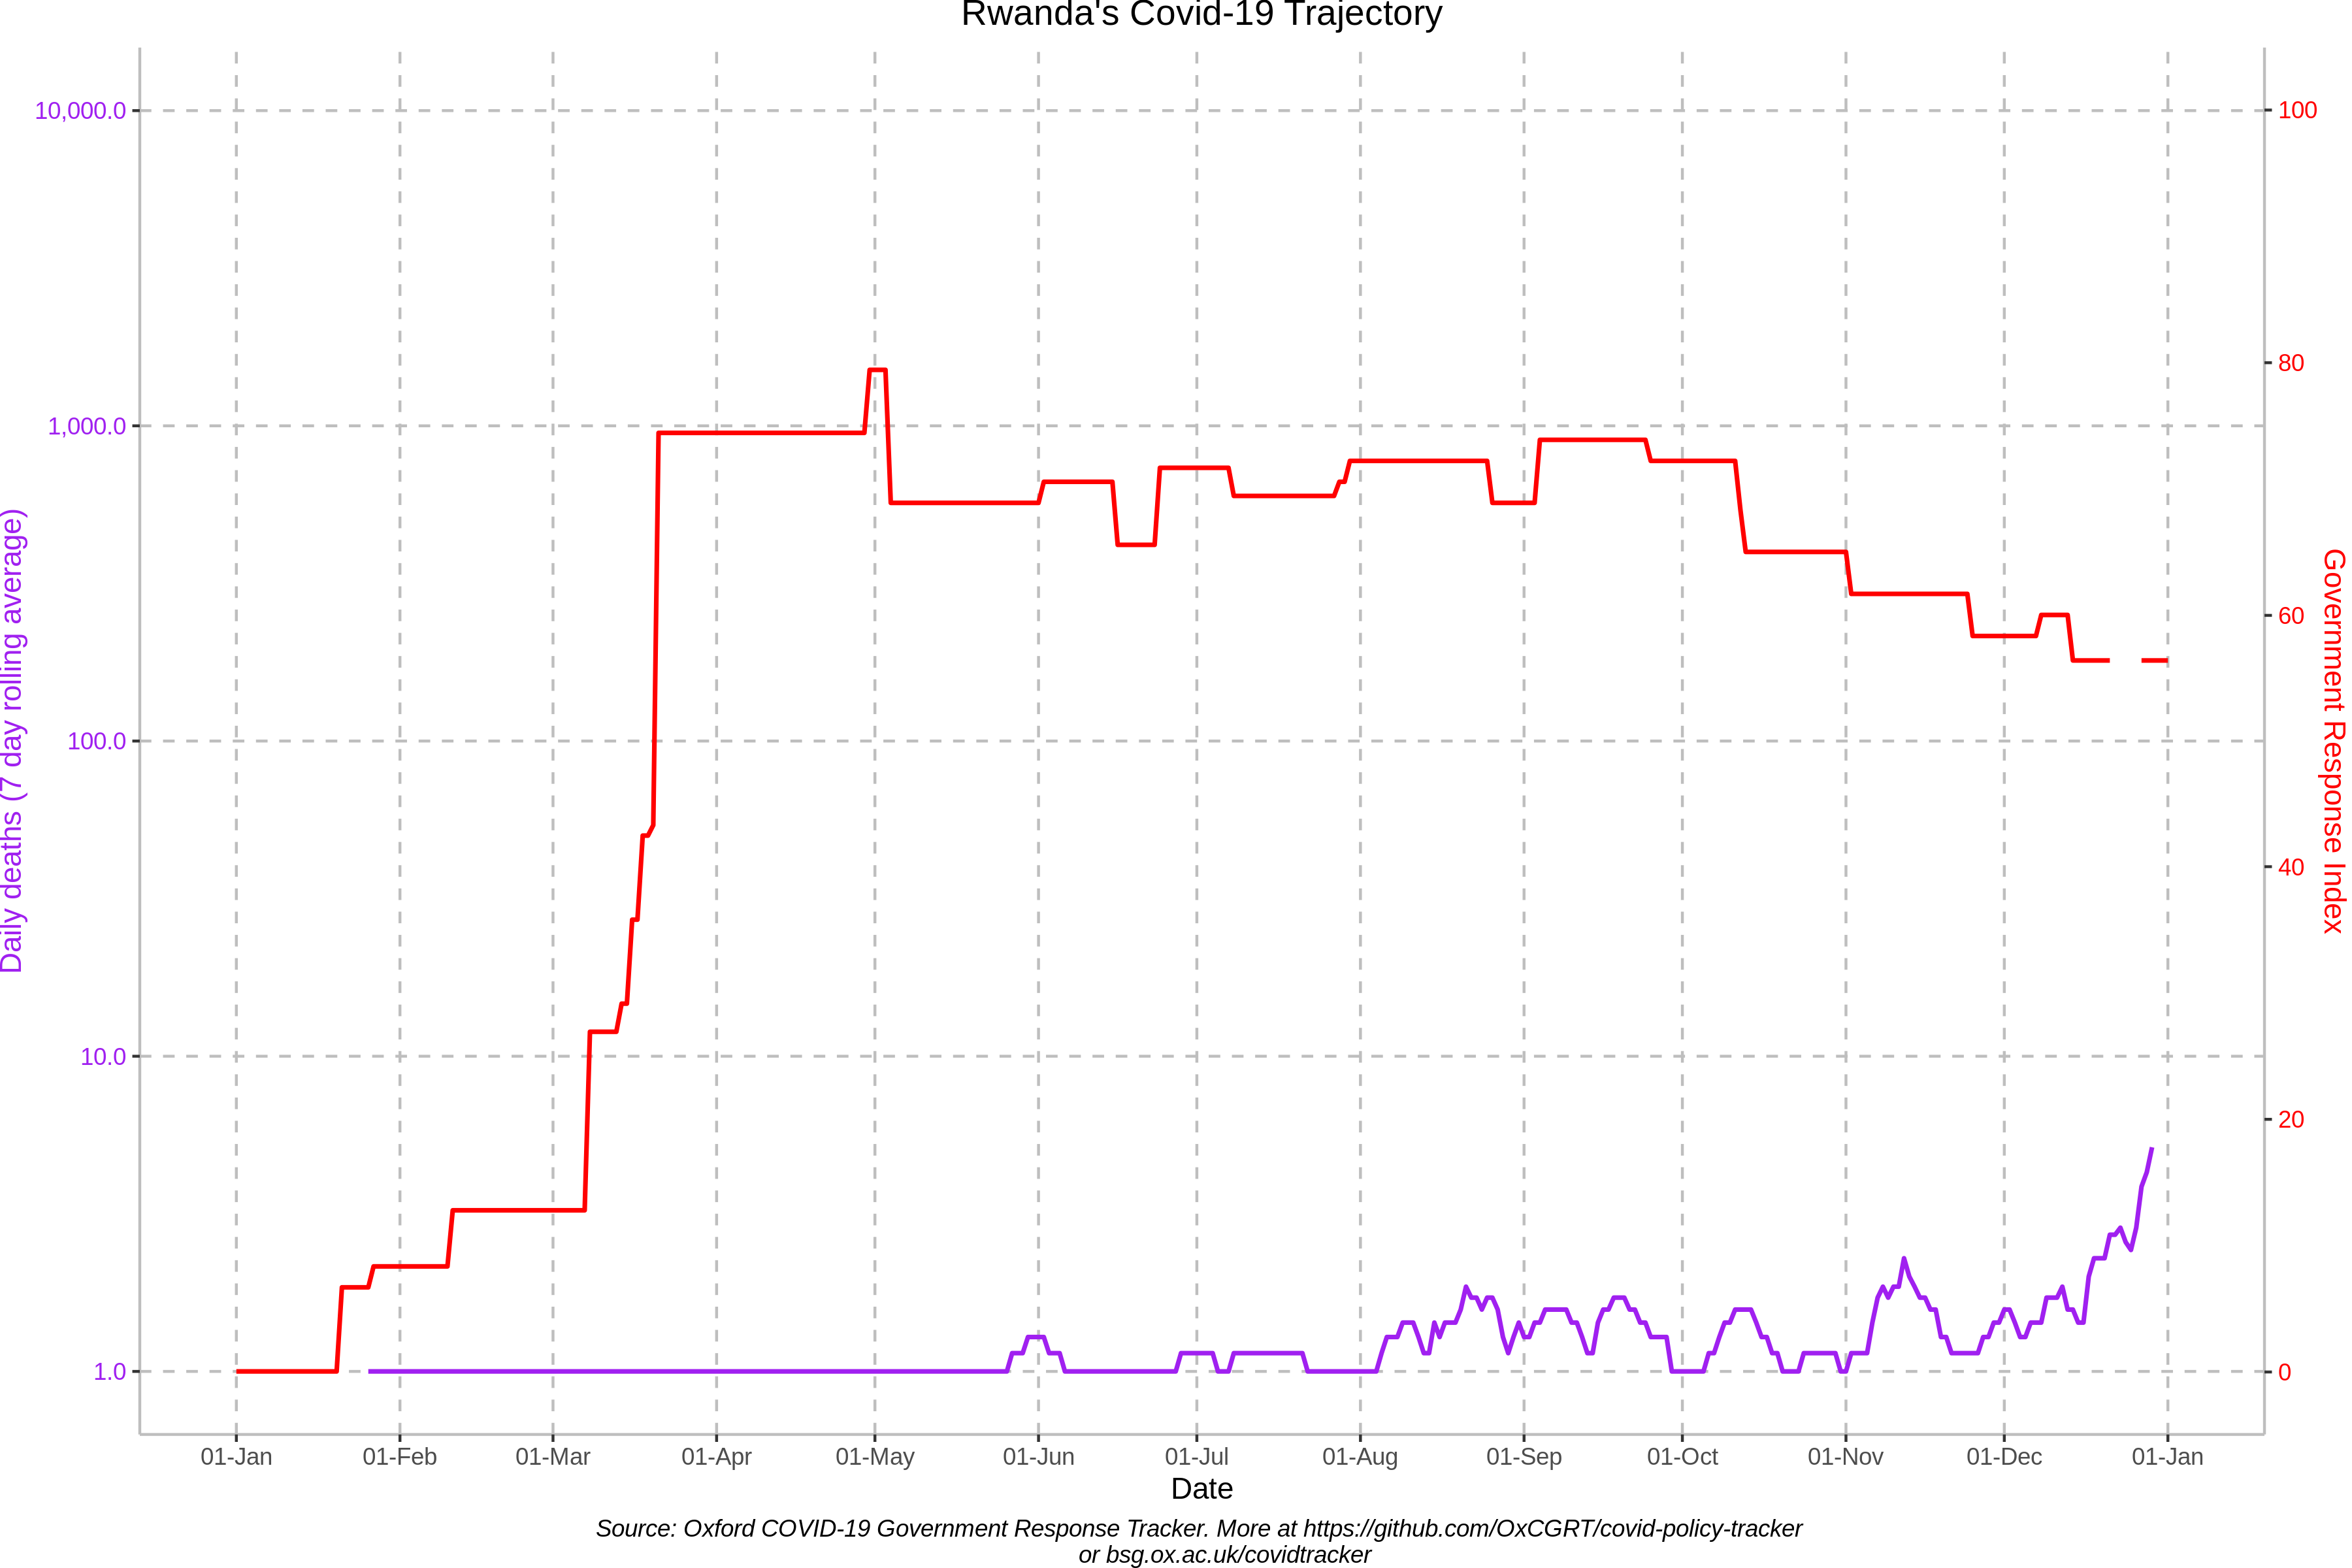 Rwanda's Covid-19 Trajectory
10,000.0
1,000.0
100.0
10.0
1.0
Daily deaths (7 day rolling average)
100
80
60
40
20
0
Government Response Index
01-Jan
01-Feb
01-Mar
01-Apr
01-May
01-Jun
01-Jul
01-Aug
01-Sep
01-Oct
01-Nov
01-Dec
01-Jan
Date
Source: Oxford COVID-19 Government Response Tracker. More at https://github.com/OxCGRT/covid-policy-tracker
or bsg.ox.ac.uk/covidtracker